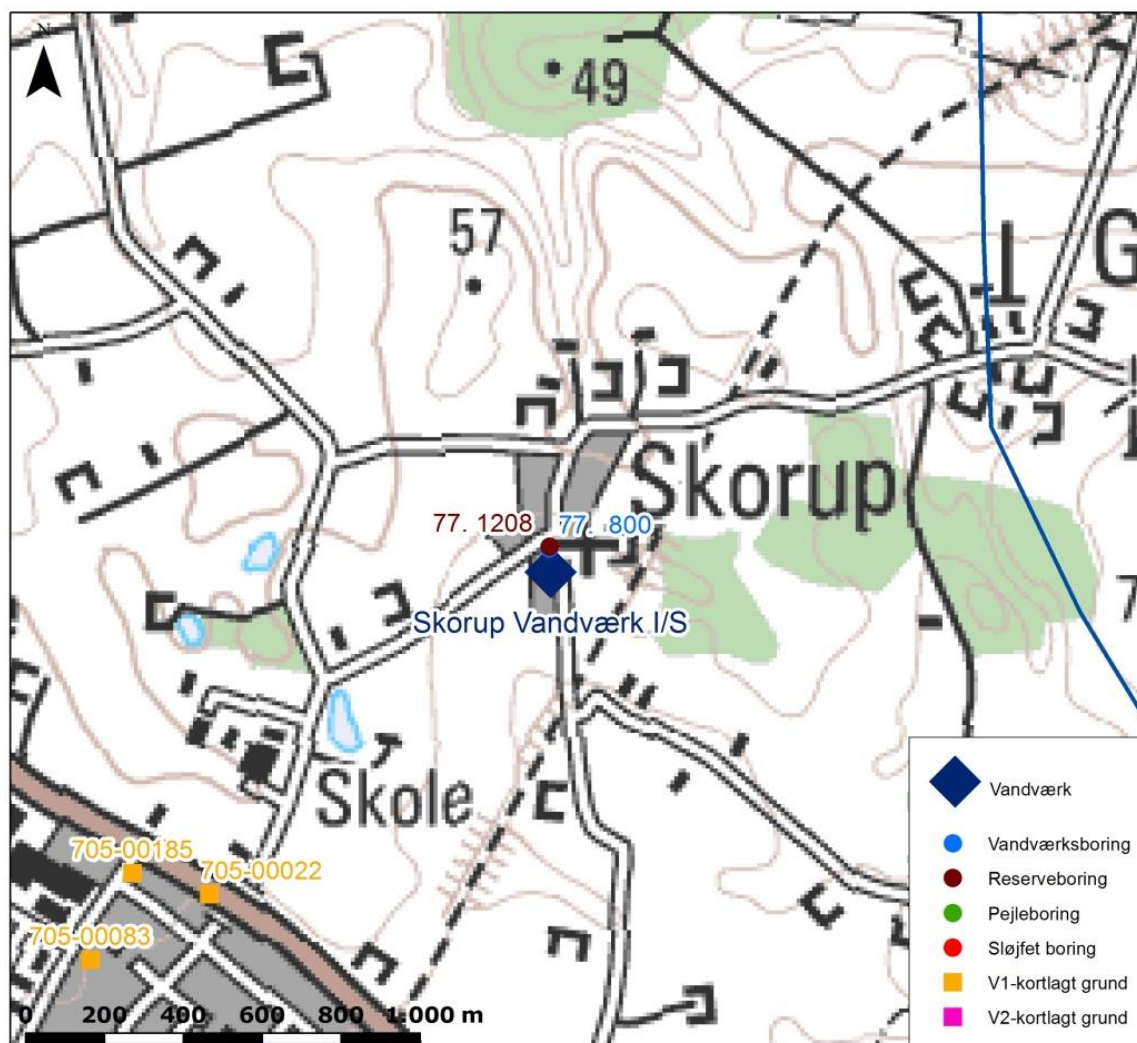 N
49
57
G
Skorup
77. 1208
77. 800
Skorup Vandværk I/S
7
Skole
705-00185
705-00022
705-00083
0 200 400 600 800 1.000 m
Vandværk
Vandværksboring
Reserveboring
Pejleboring
Sløjfet boring
V1-kortlagt grund
V2-kortlagt grund